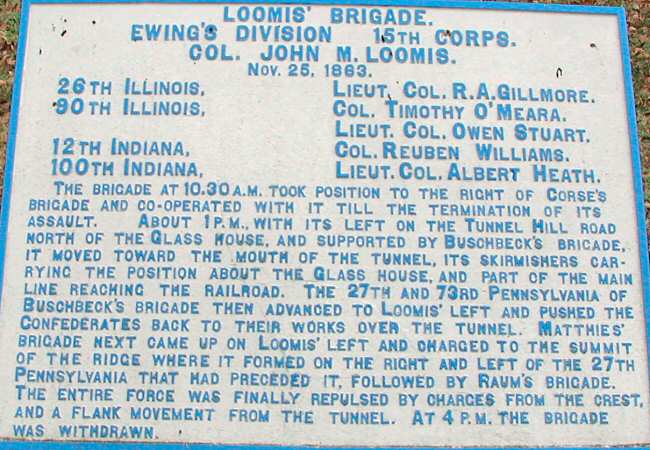 LOOMIS' BRIGADE.
EWING'S DIVISION 15TH CORPS.
COL. JOHN M. LOOMIS.
NOV. 25, 1863.
26TH ILLINOIS, LIEUT. COL. R.A. GILLMORE.
90TH ILLINOIS, COL. TIMOTHY O'MEARA.
LIEUT. COL. OWEN STUART.
12TH INDIANA, COL. REUBEN WILLIAMS.
100TH INDIANA, LIEUT. COL. ALBERT HEATH.
THE BRIGADE AT 10.30 A.M. TOOK POSITION TO THE RIGHT OF CORSE'S
BRIGADE AND CO-OPERATED WITH IT TILL THE TERMINATION OF ITS
ASSAULT. ABOUT 1 P.M., WITH ITS LEFT ON THE TUNNEL HILL ROAD
NORTH OF THE GLASS HOUSE, AND SUPPORTED BY BUSCHBECK'S BRIGADE,
IT MOVED TOWARD THE MOUTH OF THE TUNNEL, ITS SKIRMISHERS CAR-
RYING THE POSITION ABOUT THE GLASS HOUSE, AND PART OF THE MAIN
LINE REACHING THE RAILROAD. THE 27TH AND 73RD PENNSYLVANIA OF
BUSCHBECK'S BRIGADE THEN ADVANCED TO LOOMIS' LEFT AND PUSHED THE
CONFEDERATES BACK TO THEIR WORKS OVER THE TUNNEL. MATTHIES'
BRIGADE NEXT CAME UP ON LOOMIS' LEFT AND CHARGED TO THE SUMMIT
OF THE RIDGE WHERE IT FORMED ON THE RIGHT AND LEFT OF THE 27TH
PENNSYLVANIA THAT HAD PRECEDED IT, FOLLOWED BY RAUM'S BRIGADE.
THE ENTIRE FORCE WAS FINALLY REPULSED BY CHARGES FROM THE CREST,
AND A FLANK MOVEMENT FROM THE TUNNEL. AT 4 P.M. THE BRIGADE
WAS WITHDRAWN.